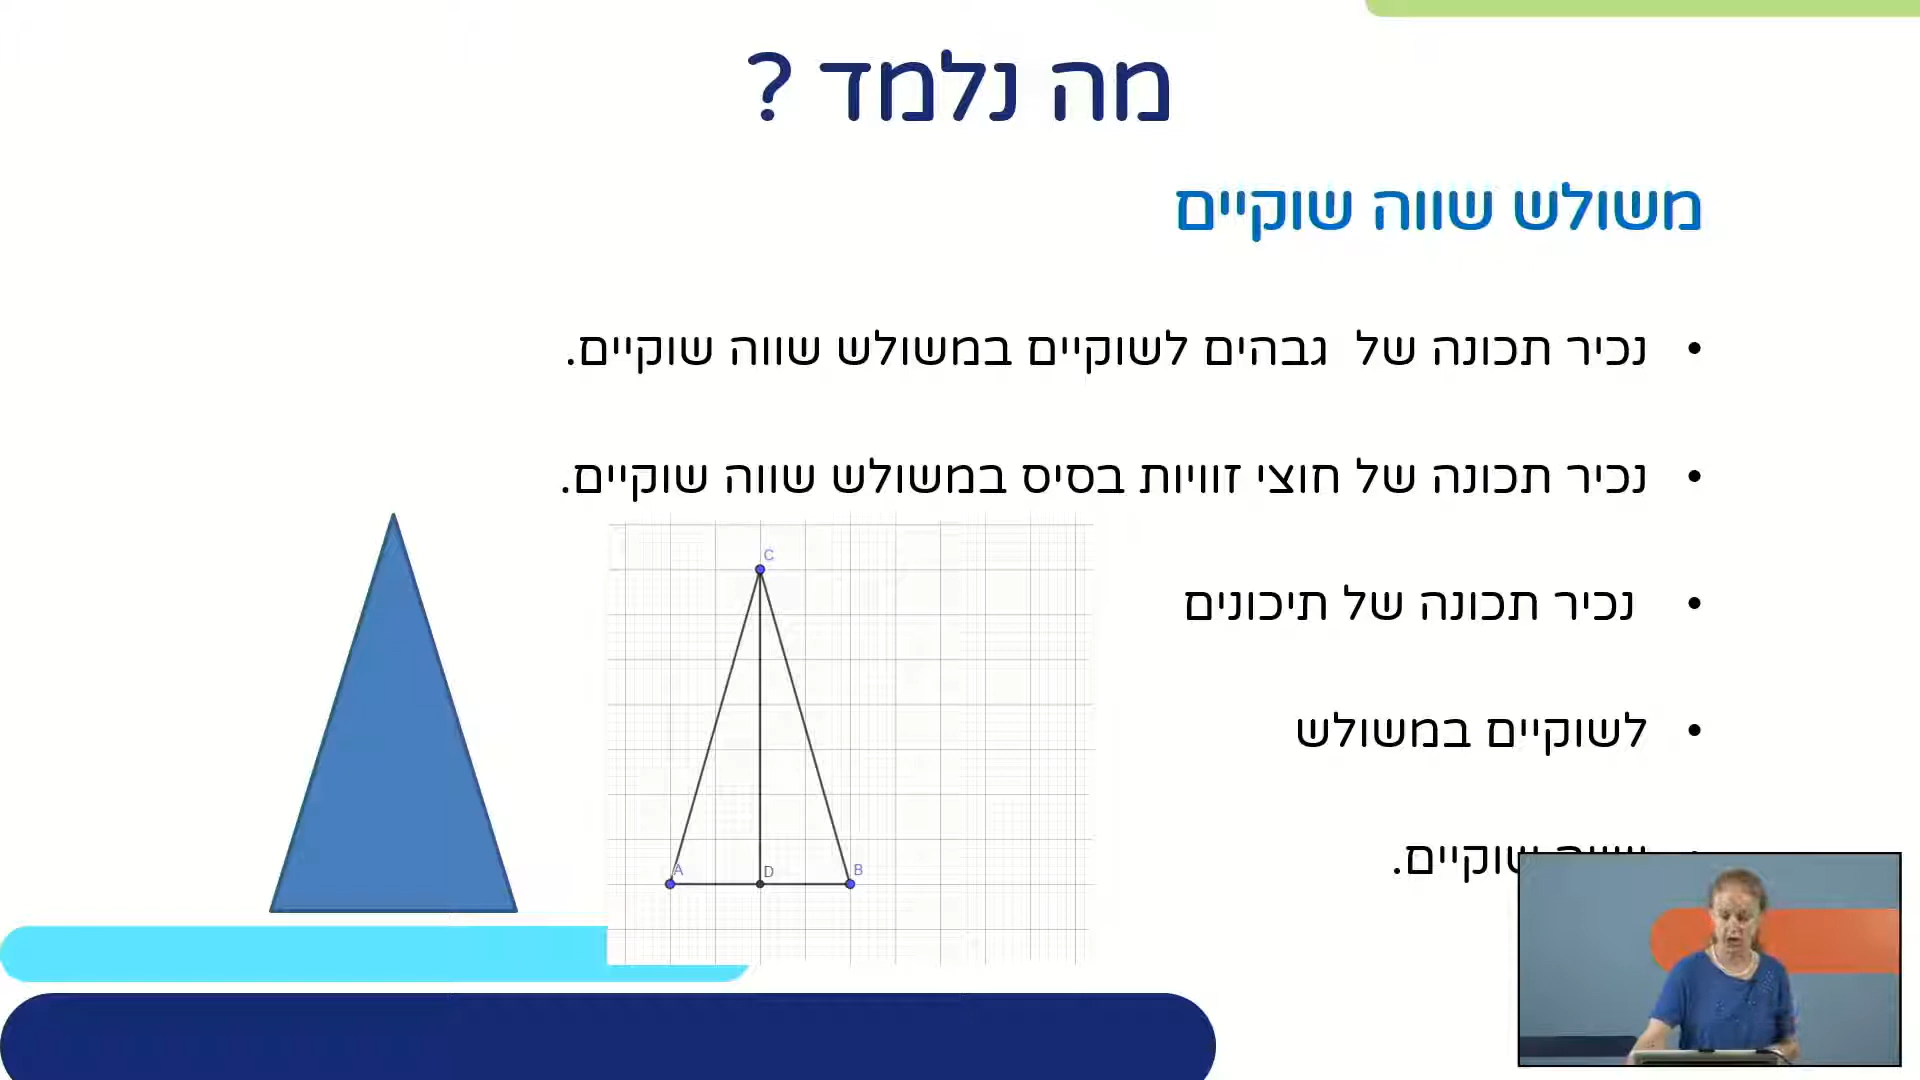 מה נלמד ?
משולש שווה שוקיים
• נכיר תכונה של גבהים לשוקיים במשולש שווה שוקיים.
• נכיר תכונה של חוצי זוויות בסיס במשולש שווה שוקיים.
• נכיר תכונה של תיכונים
• לשוקיים במשולש
שוקיים.
C
A
D
B